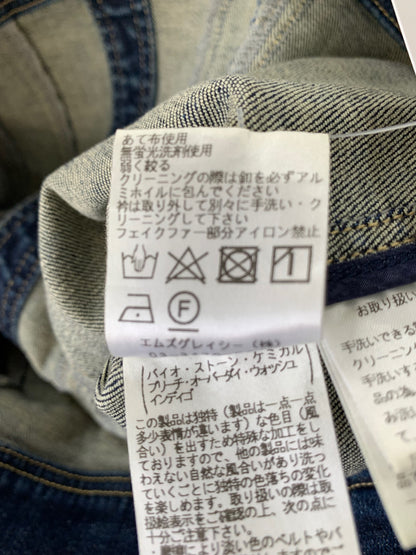 あて布使用
無蛍光洗剤使用
弱く絞る
クリーニングの際は釦を必ずアル
ミホイルに包んでください
衿は取り外して別々に手洗い・ク
リーニングして下さい
フェイクファー部分アイロン禁止
F
エムズグレイシー(株)
バイオ・ストーン・ケミカル
ブリーチ・オーバーダイ・ウォッシュ
インディゴ
この製品は独特(製品は一点一点
多少表情が違います)な色目(風
合い)を出すため特殊な加工をし
ておりますので、他の製品には味
わえない自然な風合いがあり洗っ
ていくごとに独特の色落ちの変化
を楽しめます。取り扱いの際は取
扱絵表示をご確認の上、次の点に
十分ご注意下さい。
お取り扱い
手洗いできる
クリーニング
手洗いする
品の為